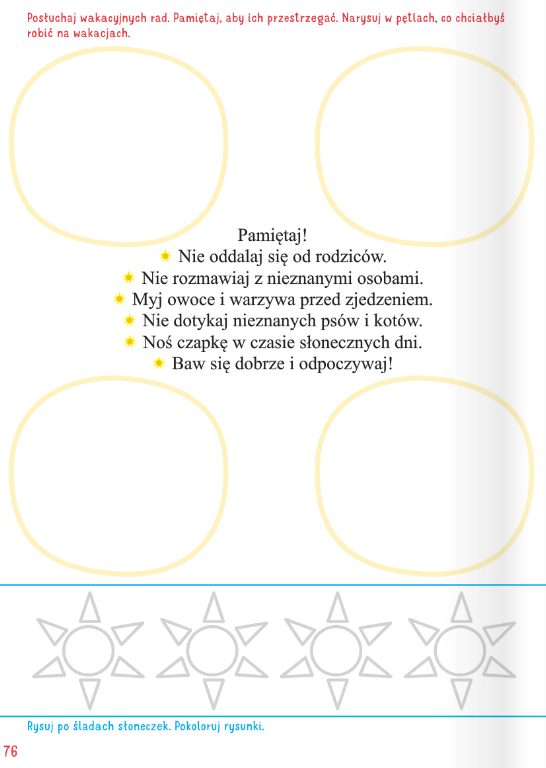 Posłuchaj wakacyjnych rad. Pamiętaj, aby ich przestrzegać. Narysuj w pętlach, co chciałbyś
robić na wakacjach.
Pamiętaj!
Nie oddalaj się od rodziców.
Nie rozmawiaj z nieznanymi osobami.
Myj owoce i warzywa przed zjedzeniem.
Nie dotykaj nieznanych psów i kotów.
Noś czapkę w czasie słonecznych dni.
Baw się dobrze i odpoczywaj!
Rysuj po śladach słoneczek. Pokoloruj rysunki.
76